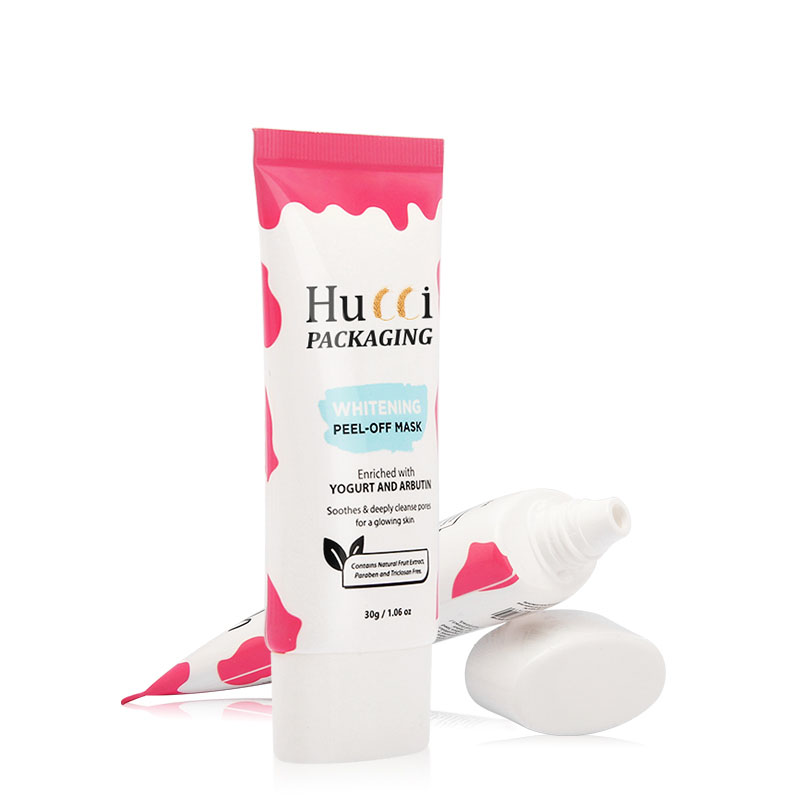 Hucci
PACKAGING
WHITENING
PEEL-OFF MASK
Enriched with
YOGURT AND ARBUTIN
Soothes & deeply cleanse pores
for a glowing skin
Contains Natural Fruit Extract,
Paraben and Triclosan Free.
30g / 1.06 oz